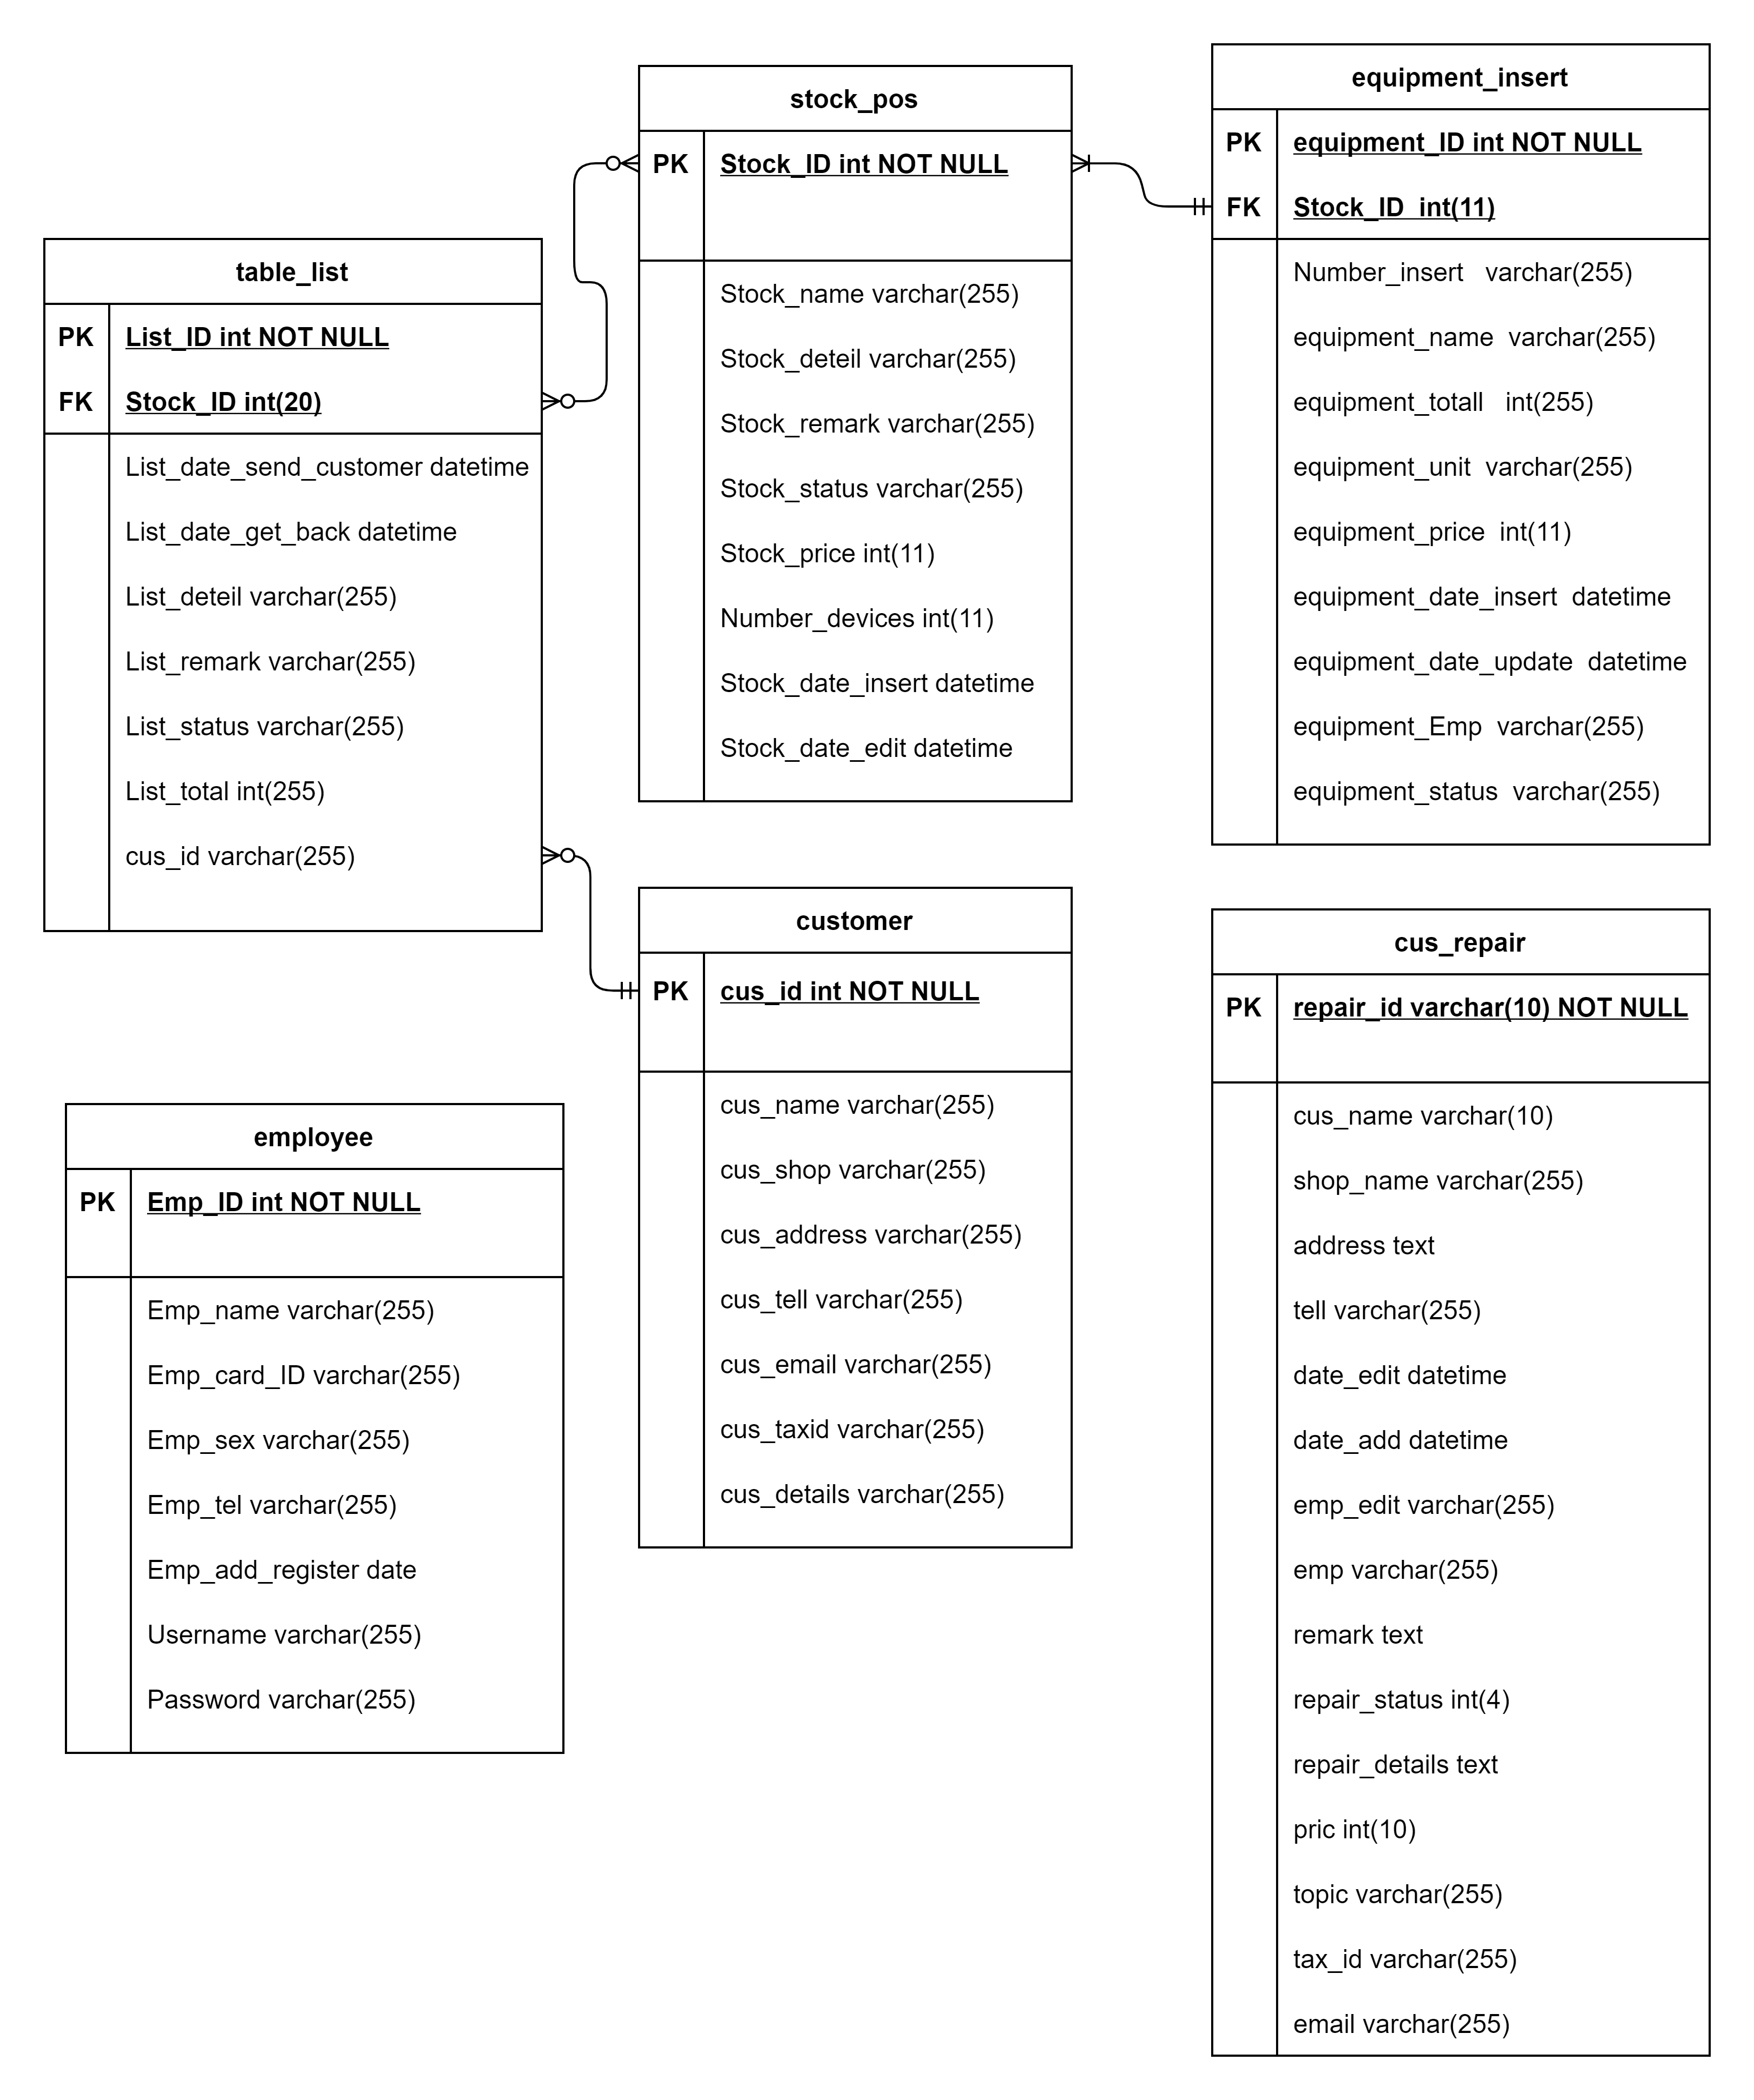 stock_pos
PK Stock_ID int NOT NULL
Stock_name varchar(255)
Stock_deteil varchar(255)
Stock_remark varchar(255)
Stock_status varchar(255)
Stock_price int(11)
Number_devices int(11)
Stock_date_insert datetime
Stock_date_edit datetime
equipment_insert
PK equipment_ID int NOT NULL
FK Stock_ID int(11)
Number_insert varchar(255)
equipment_name varchar(255)
equipment_totall int(255)
equipment_unit varchar(255)
equipment_price int(11)
equipment_date_insert datetime
equipment_date_update datetime
equipment_Emp varchar(255)
equipment_status varchar(255)
table_list
PK List_ID int NOT NULL
FK Stock_ID int(20)
List_date_send_customer datetime
List_date_get_back datetime
List_deteil varchar(255)
List_remark varchar(255)
List_status varchar(255)
List_total int(255)
cus_id varchar(255)
customer
PK cus_id int NOT NULL
cus_name varchar(255)
cus_shop varchar(255)
cus_address varchar(255)
cus_tell varchar(255)
cus_email varchar(255)
cus_taxid varchar(255)
cus_details varchar(255)
cus_repair
PK repair_id varchar(10) NOT NULL
cus_name varchar(10)
shop_name varchar(255)
address text
tell varchar(255)
date_edit datetime
date_add datetime
emp_edit varchar(255)
emp varchar(255)
remark text
repair_status int(4)
repair_details text
pric int(10)
topic varchar(255)
tax_id varchar(255)
email varchar(255)
employee
PK Emp_ID int NOT NULL
Emp_name varchar(255)
Emp_card_ID varchar(255)
Emp_sex varchar(255)
Emp_tel varchar(255)
Emp_add_register date
Username varchar(255)
Password varchar(255)